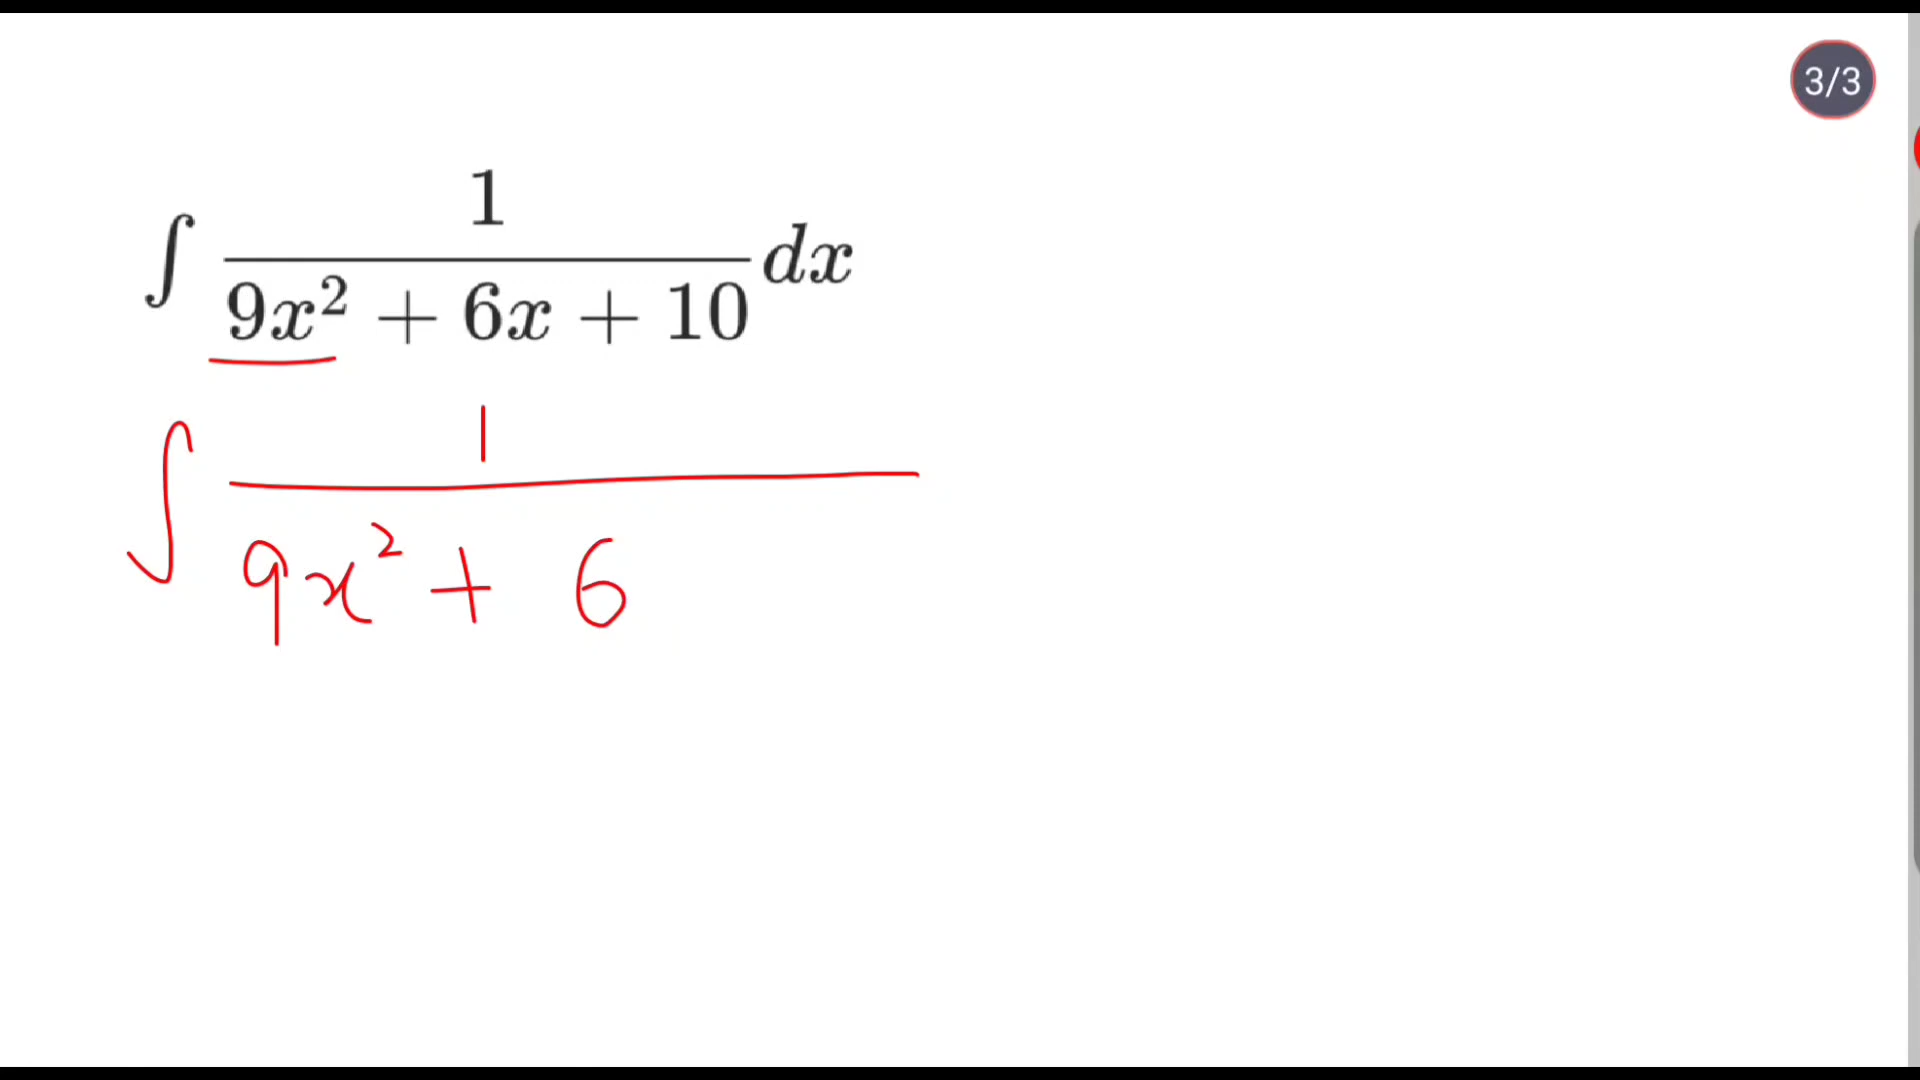 3/3
∫ 1/(9x² + 6x + 10) dx
∫ 1/(9x² + 6